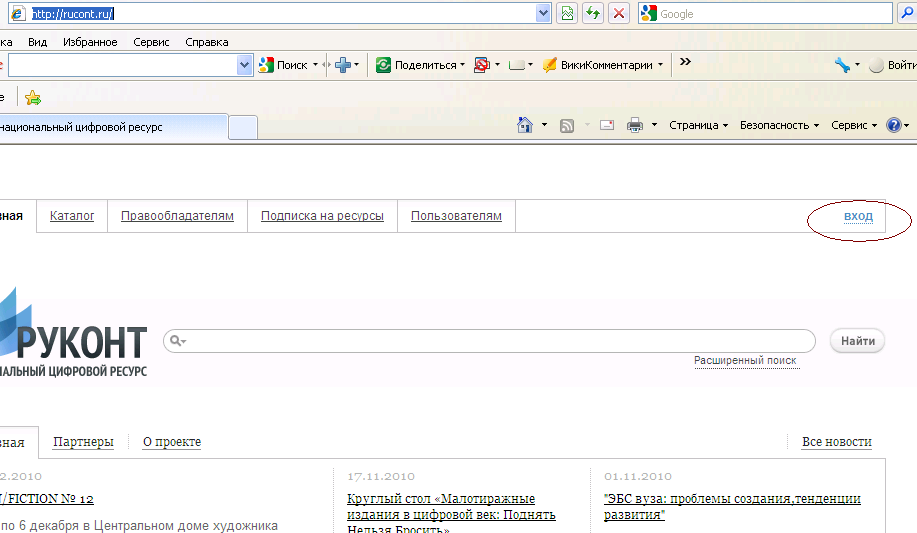 http://rucont.ru/
Google
ка Вид Избранное Сервис Справка
Поиск Поделиться ВикиКомментарии » Войти
национальный цифровой ресурс
Страница Безопасность Сервис
вная Каталог Правообладателям Подписка на ресурсы Пользователям вход
РУКОНТ
НАЛЬНЫЙ ЦИФРОВОЙ РЕСУРС
Найти
Расширенный поиск
вная Партнеры О проекте Все новости
2.2010
/FICTION № 12
по 6 декабря в Центральном доме художника
17.11.2010
Круглый стол «Малотиражные
издания в цифровой век: Поднять
Нельзя Бросить»
01.11.2010
"ЭБС вуза: проблемы создания,тенденции
развития"